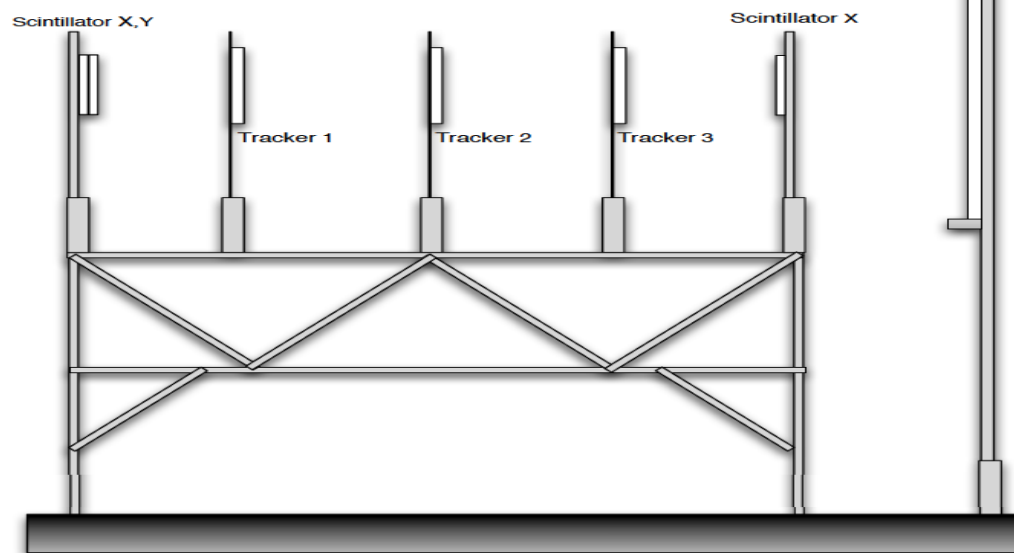 Scintillator X,Y
Scintillator X
Tracker 1
Tracker 2
Tracker 3